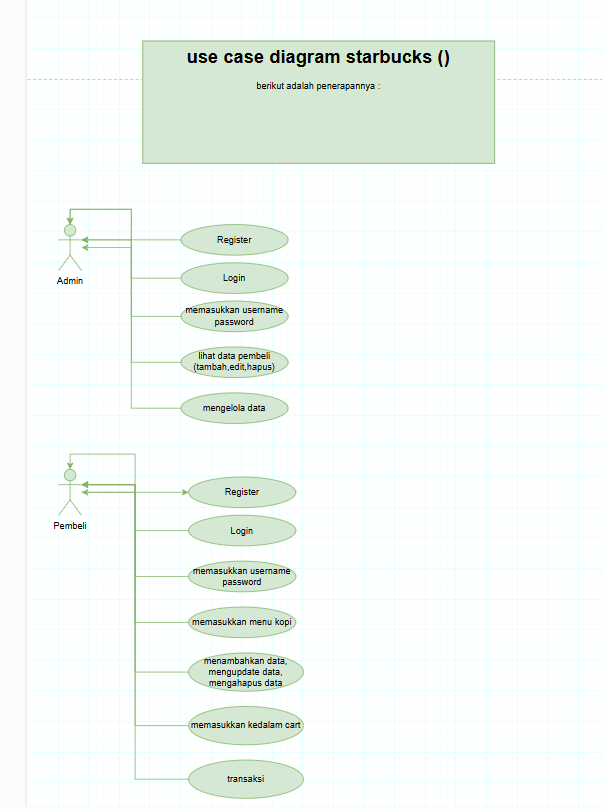 use case diagram starbucks ()
berikut adalah penerapannya :
Admin
Register
Login
memasukkan username
password
lihat data pembeli
(tambah,edit,hapus)
mengelola data
Pembeli
Register
Login
memasukkan username
password
memasukkan menu kopi
menambahkan data,
mengupdate data,
mengahapus data
memasukkan kedalam cart
transaksi